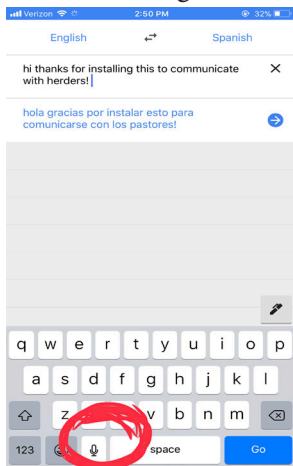 Verizon 2:50 PM 32%
English Spanish
hi thanks for installing this to communicate
with herders!
hola gracias por instalar esto para
comunicarse con los pastores!
q w e r t y u i o p
a s d f g h j k l
z v b n m
123 space Go